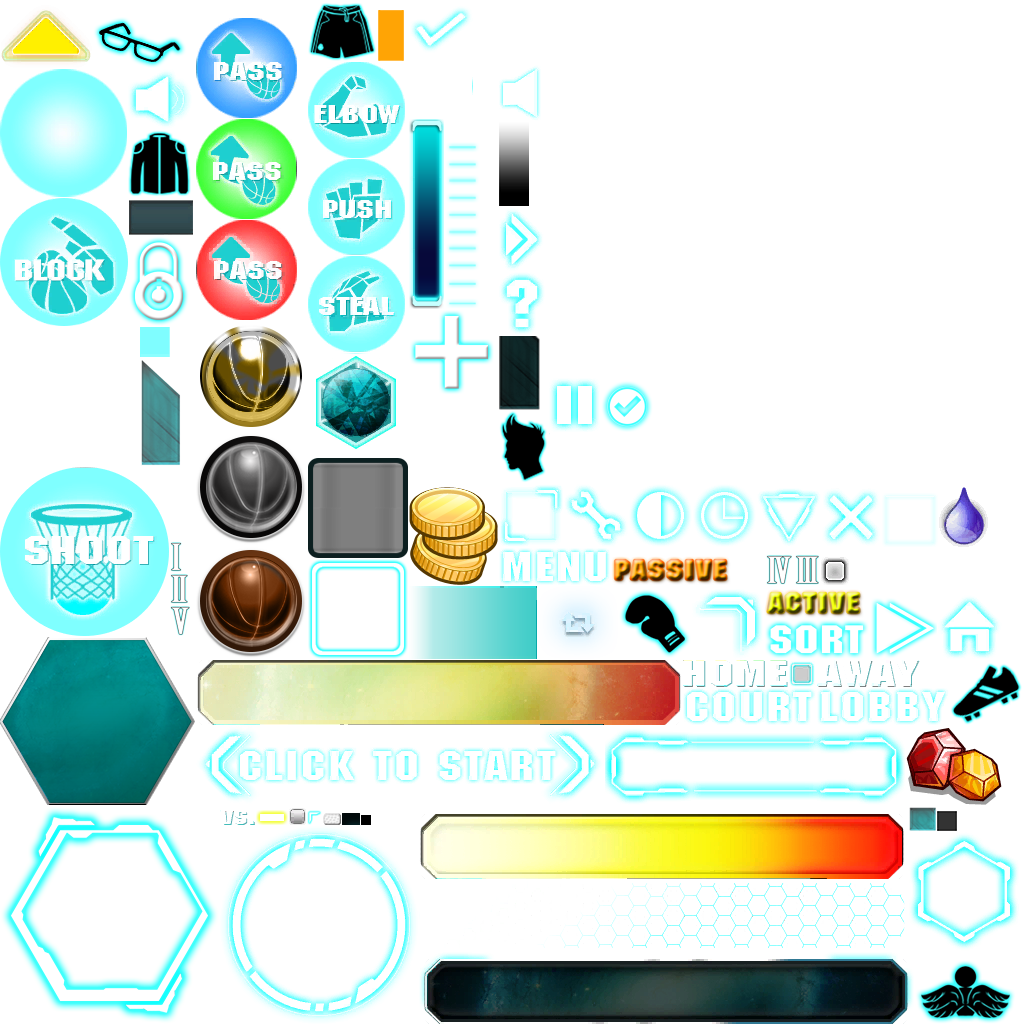 PASS
ELBOW
PASS
PUSH
BLOCK
PASS
STEAL
SHOOT
I
II
V
MENU
PASSIVE
IV
III
ACTIVE
SORT
HOME
AWAY
COURT
LOBBY
CLICK TO START
VS.